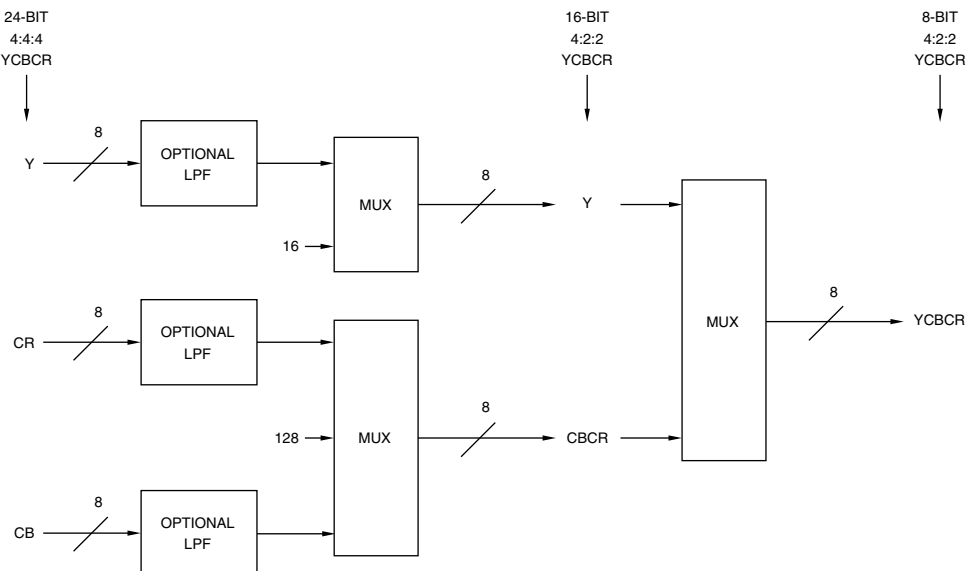 24-BIT
4:4:4
YCBCR
16-BIT
4:2:2
YCBCR
8-BIT
4:2:2
YCBCR
Y
8
OPTIONAL
LPF
16
MUX
8
Y
CR
8
OPTIONAL
LPF
128
MUX
8
CBCR
MUX
8
YCBCR
CB
8
OPTIONAL
LPF